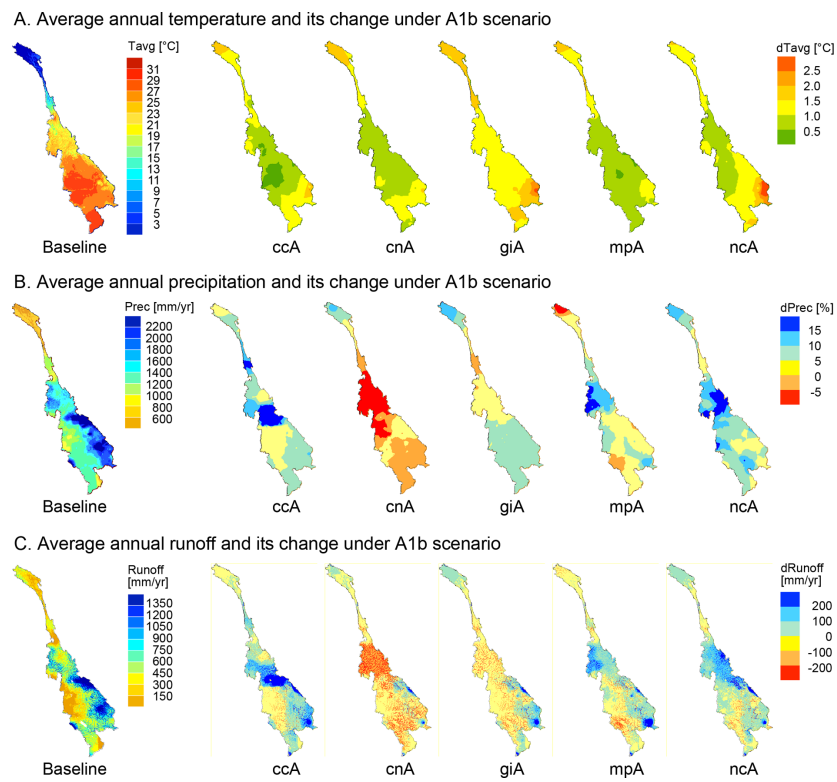 A. Average annual temperature and its change under A1b scenario
Tavg [°C]
31
29
27
25
23
21
19
17
15
13
11
9
7
5
3
dTavg [°C]
2.5
2.0
1.5
1.0
0.5
Baseline
ccA
cnA
giA
mpA
ncA
B. Average annual precipitation and its change under A1b scenario
Prec [mm/yr]
2200
2000
1800
1600
1400
1200
1000
800
600
dPrec [%]
15
10
5
0
-5
Baseline
ccA
cnA
giA
mpA
ncA
C. Average annual runoff and its change under A1b scenario
Runoff
[mm/yr]
1350
1200
1050
900
750
600
450
300
150
dRunoff
[mm/yr]
200
100
0
-100
-200
Baseline
ccA
cnA
giA
mpA
ncA